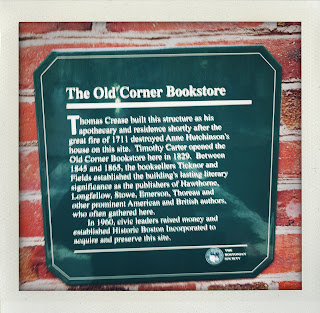 The Old Corner Bookstore
Thomas Crease built this structure as his
apothecary and residence shortly after the
great fire of 1711 destroyed Anne Hutchinson's
house on this site. Timothy Carter opened the
Old Corner Bookstore here in 1829. Between
1845 and 1865, the booksellers Ticknor and
Fields established the building's lasting literary
significance as the publishers of Hawthorne,
Longfellow, Stowe, Emerson, Thoreau and
other prominent American and British authors,
who often gathered here.
In 1960, civic leaders raised money and
established Historic Boston Incorporated to
acquire and preserve this site.
THE
BOSTONIAN
SOCIETY